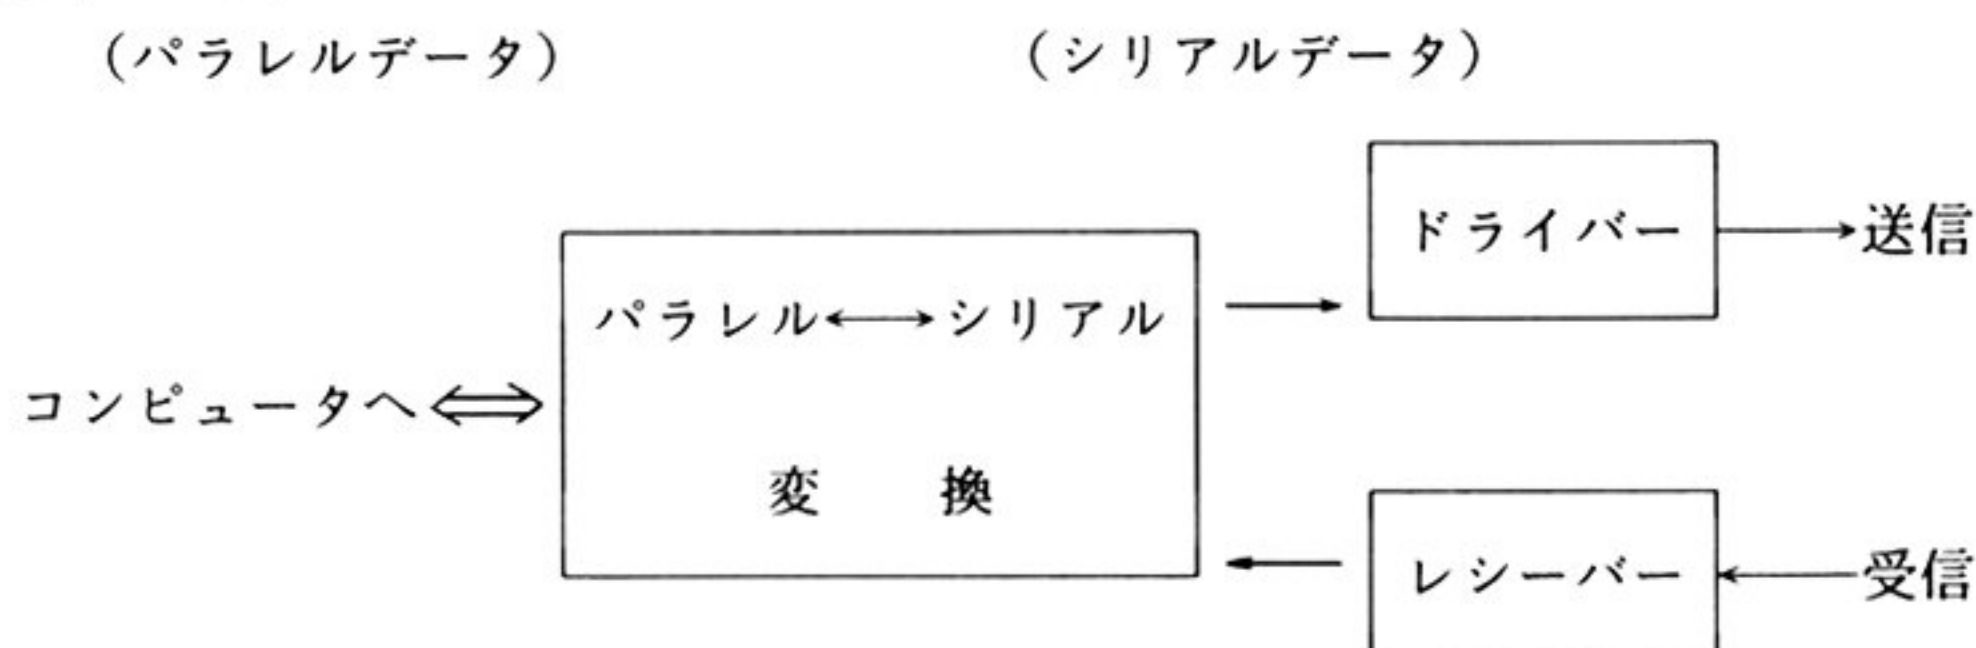 (パラレルデータ)
(シリアルデータ)
ドライバー
送信
パラレル←→シリアル
コンピュータへ
変 換
レシーバー
受信